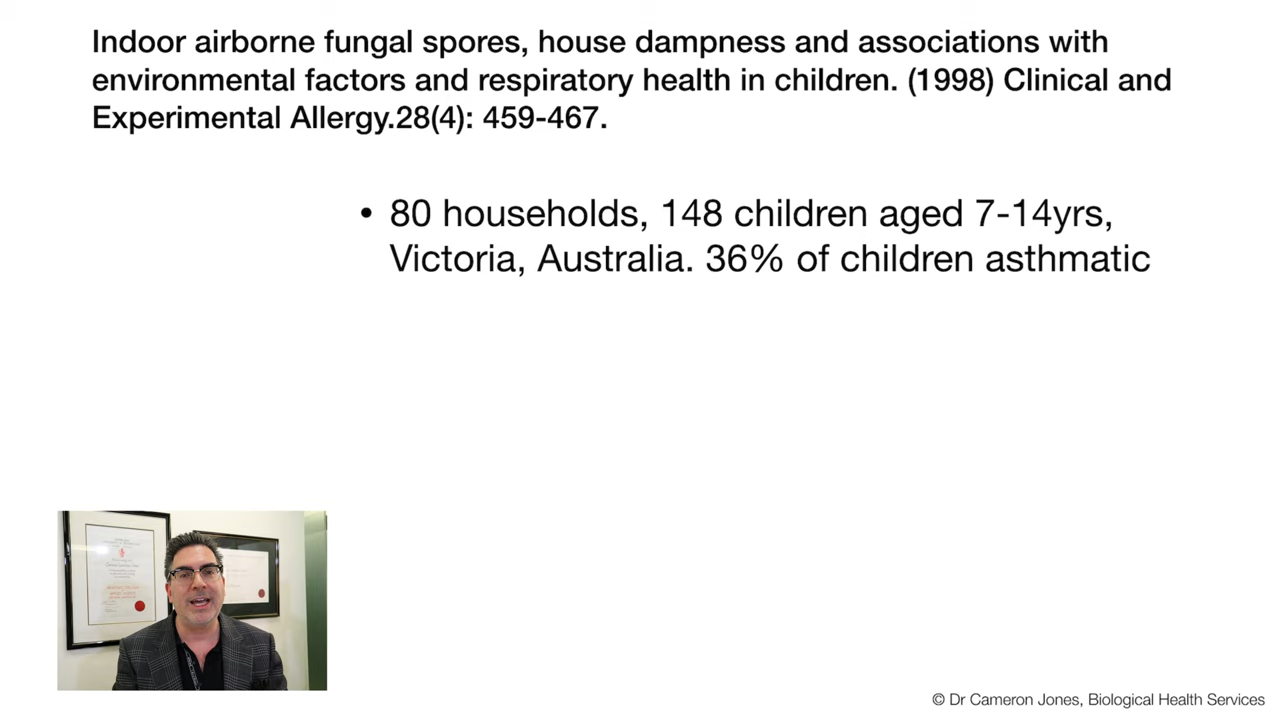 Indoor airborne fungal spores, house dampness and associations with
environmental factors and respiratory health in children. (1998) Clinical and
Experimental Allergy.28(4): 459-467.
• 80 households, 148 children aged 7-14yrs,
Victoria, Australia. 36% of children asthmatic
© Dr Cameron Jones, Biological Health Services